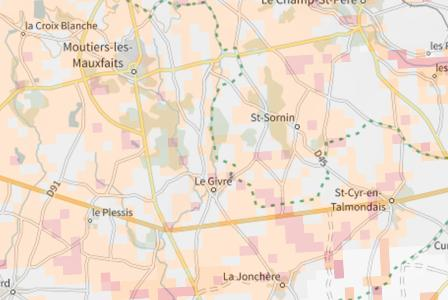 Le Champ-St-Père
la Croix Blanche
Moutiers-les-
Mauxfaits
les
St-Sornin
D45
Le Givre
D91
St-Cyr-en-
Talmondais
le Plessis
La Jonchère